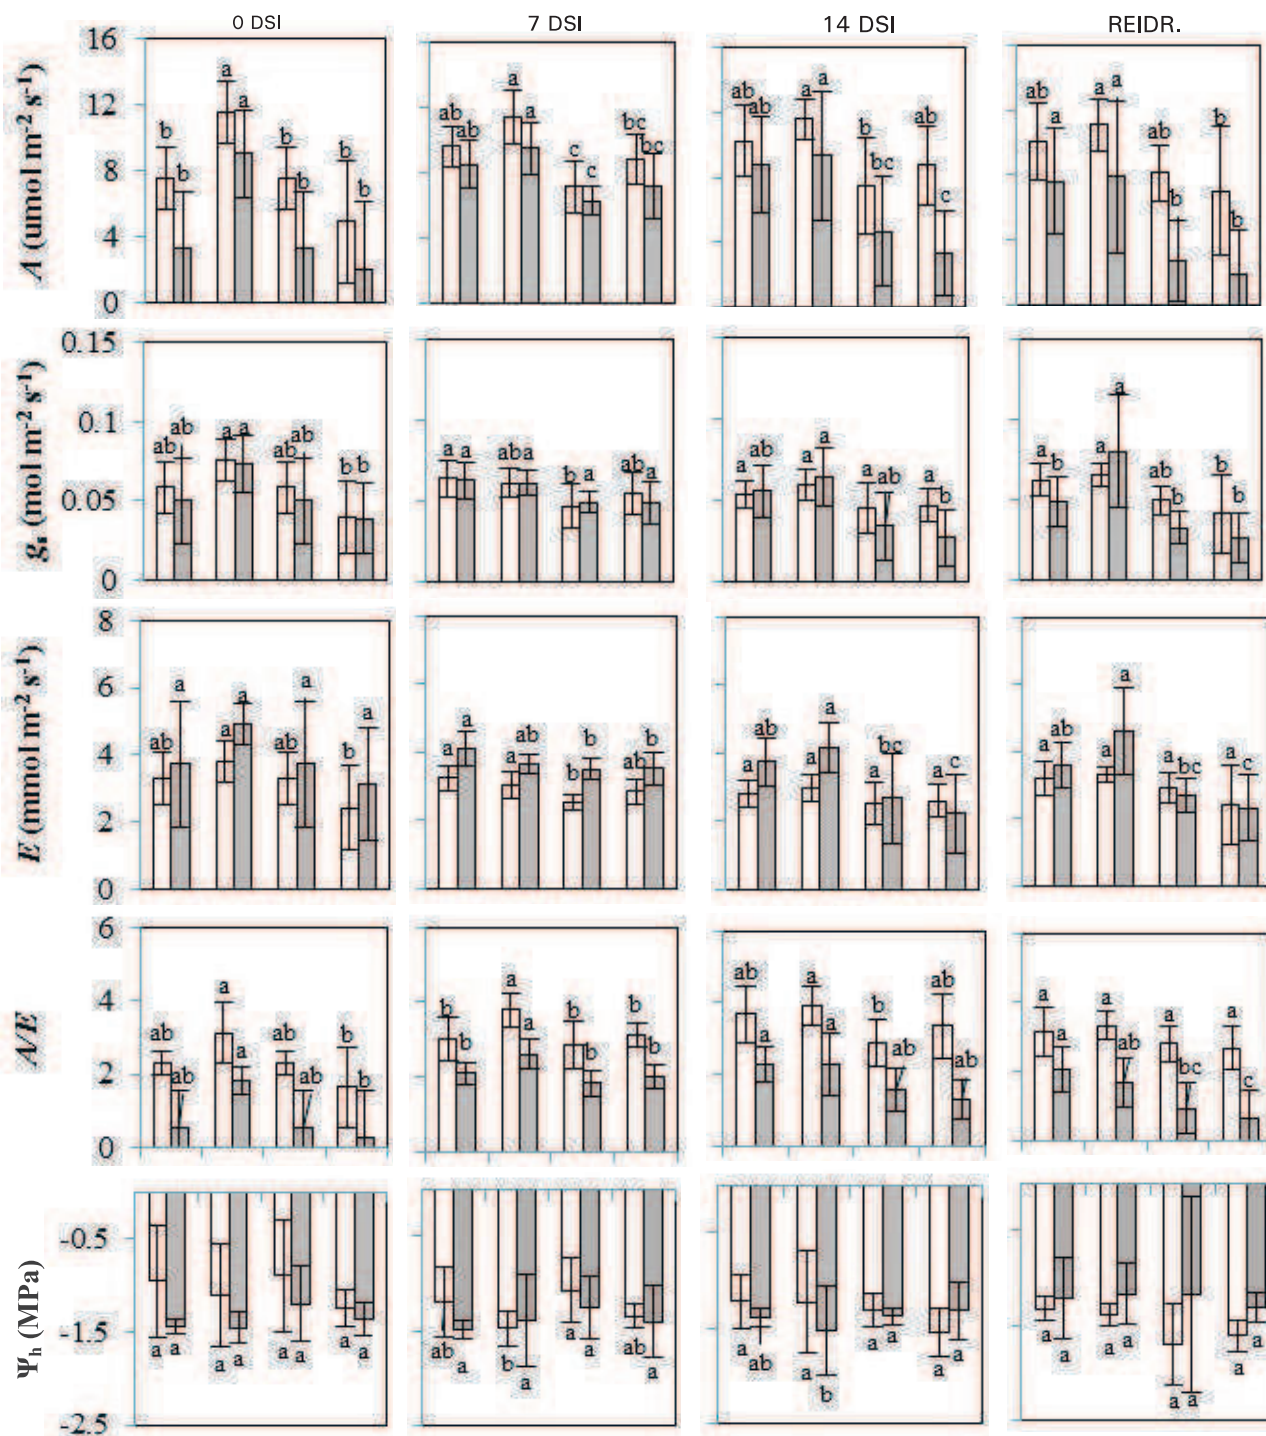 0 DSI 7 DSI 14 DSI REIDR.
A (umol m⁻² s⁻¹)
16
12
8
4
0
b b a a b b b b
ab ab a a c c bc bc
ab ab a a b bc ab c
ab a a a ab b b b
gs (mol m⁻² s⁻¹)
0.15
0.1
0.05
0
ab ab a a ab ab b b
a a ab a b a ab a
a ab a a a ab a b
a b a a ab b b b
E (mmol m⁻² s⁻¹)
8
6
4
2
0
ab a a a ab a b a
a a a ab b b ab b
a ab a a a bc a c
a ab a a a bc a c
A/E
6
4
2
0
ab ab a a ab ab b b
b b a a b b b b
ab a a a b ab ab ab
a a a ab a bc a c
Ψh (MPa)
-0.5
-1.5
-2.5
a a a a a a a a
ab a b a a a ab a
a ab a b a a a a
a a a a a a a a